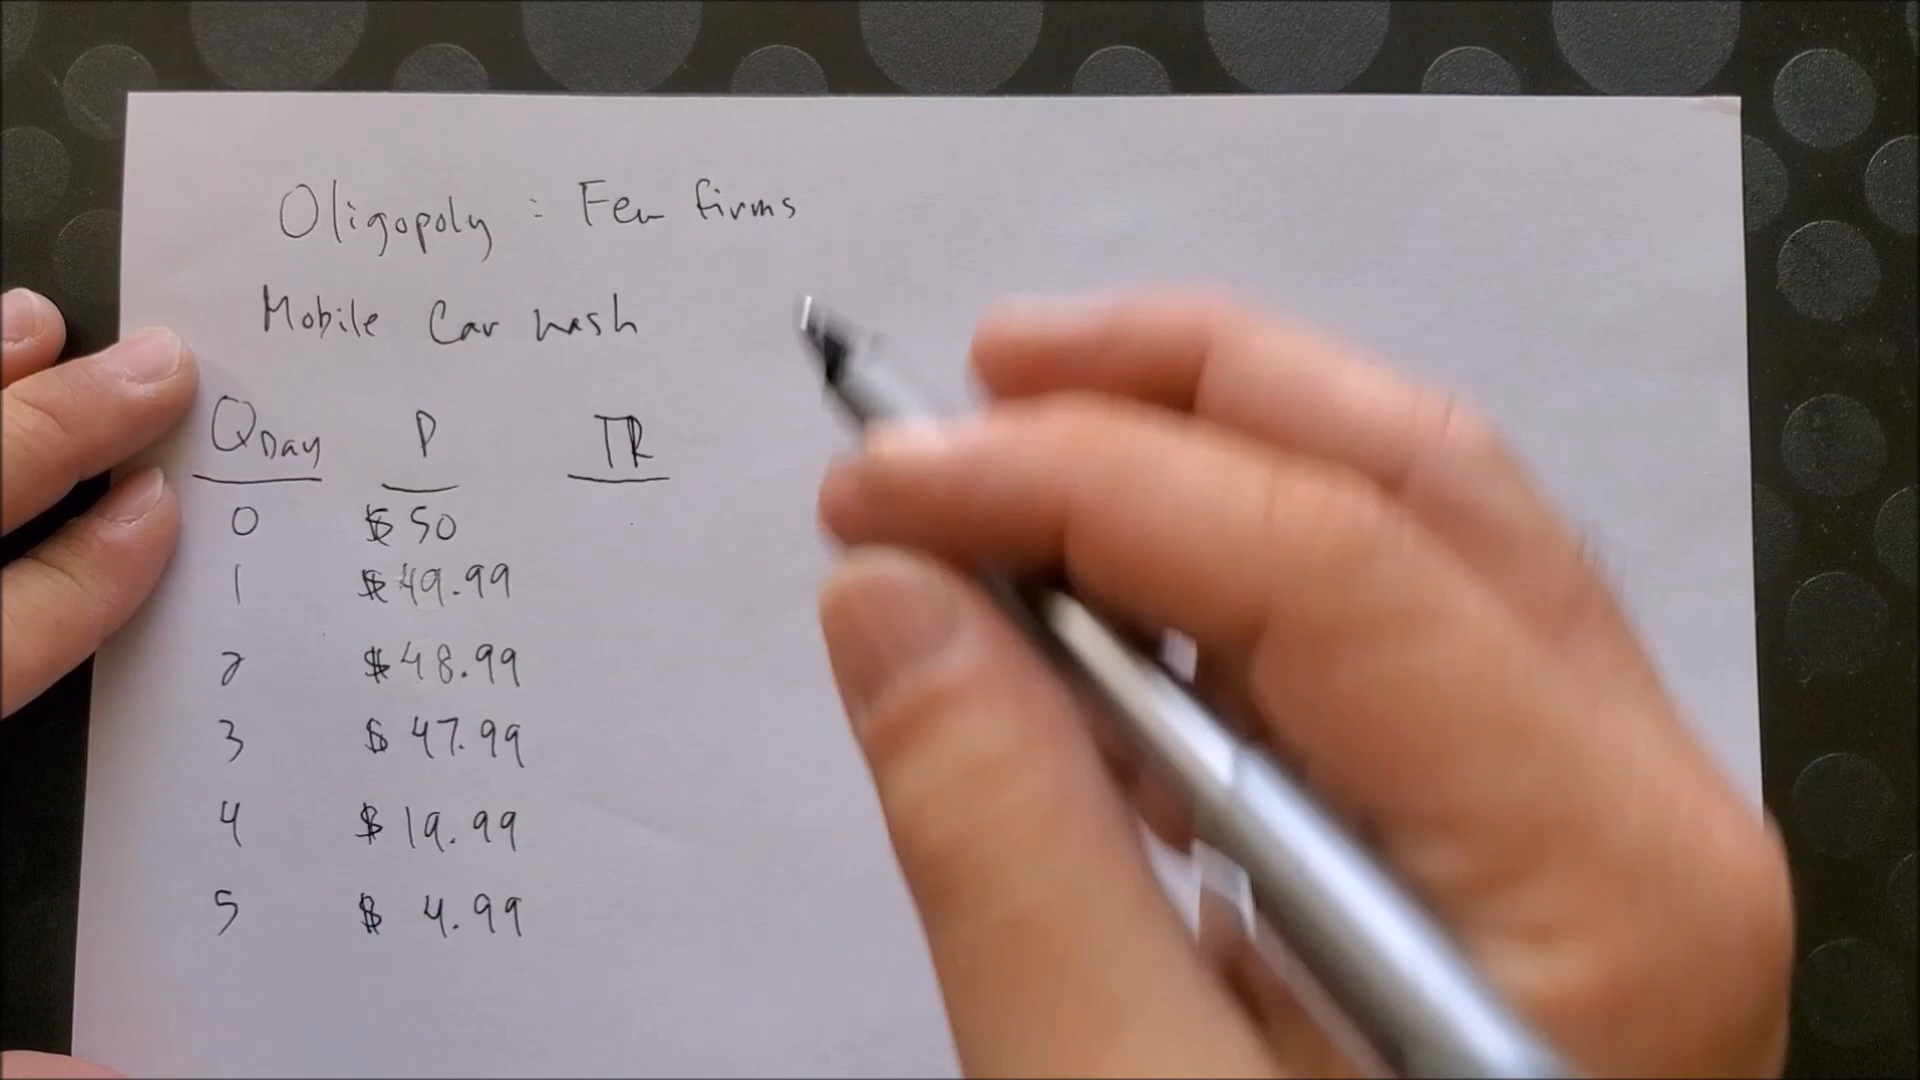 Oligopoly : Few firms
Mobile Car wash
QDay P TR
0 $50
1 $49.99
2 $48.99
3 $47.99
4 $19.99
5 $4.99